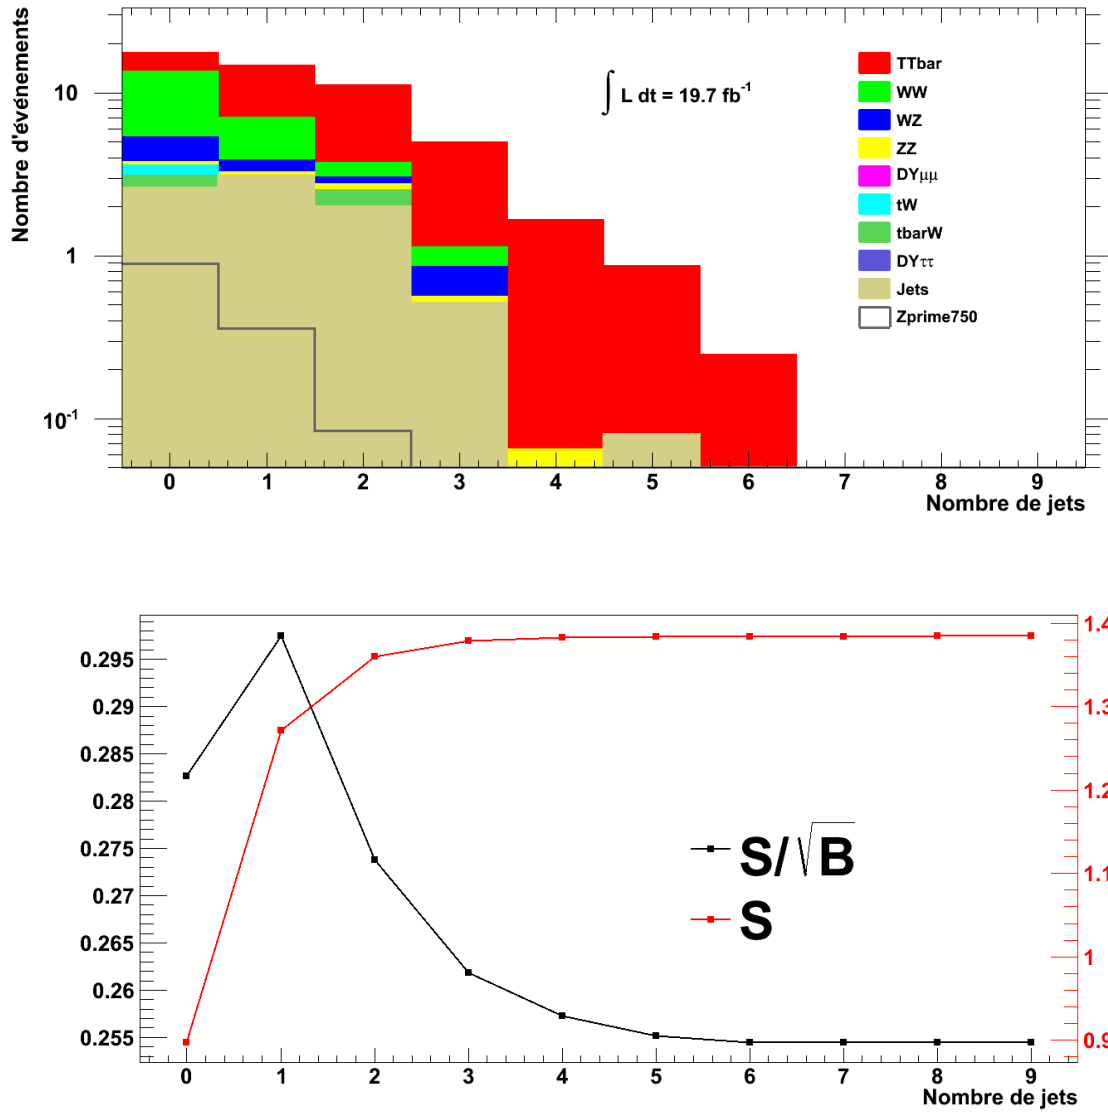 Nombre d'événements
10
1
10⁻¹
∫ L dt = 19.7 fb⁻¹
TTbar
WW
WZ
ZZ
DYμμ
tW
tbarW
DYττ
Jets
Zprime750
0 1 2 3 4 5 6 7 8 9
Nombre de jets
0.295
0.29
0.285
0.28
0.275
0.27
0.265
0.26
0.255
S/√B
S
1.4
1.3
1.2
1.1
1
0.9
0 1 2 3 4 5 6 7 8 9
Nombre de jets